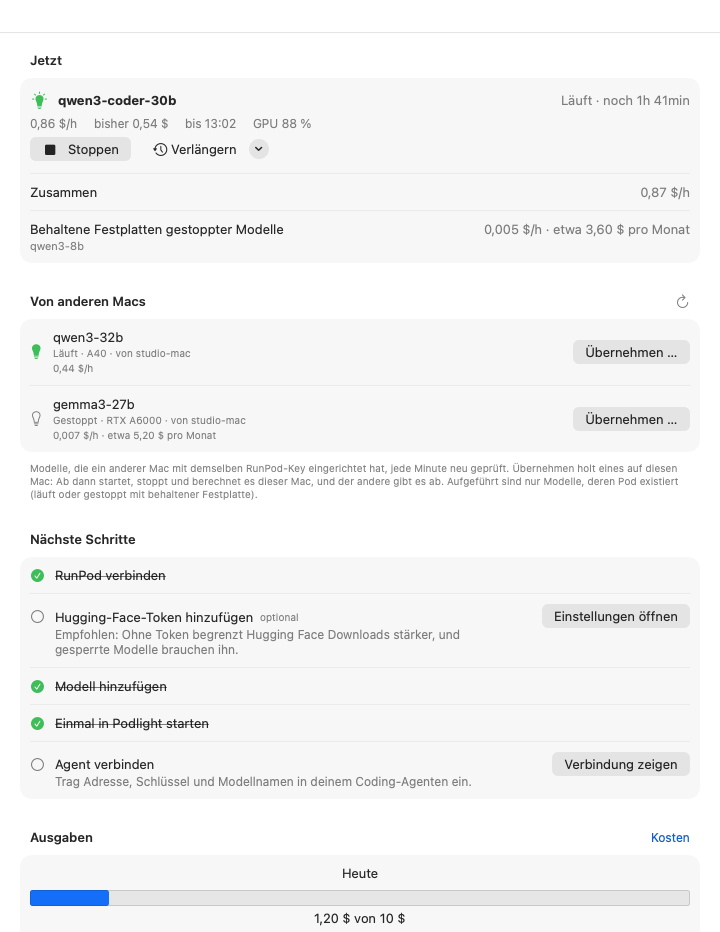 Jetzt
qwen3-coder-30b
Läuft · noch 1h 41min
0,86 $/h bisher 0,54 $ bis 13:02 GPU 88 %
Stoppen Verlängern
Zusammen 0,87 $/h
Behaltene Festplatten gestoppter Modelle 0,005 $/h · etwa 3,60 $ pro Monat
qwen3-8b
Von anderen Macs
qwen3-32b
Läuft · A40 · von studio-mac
0,44 $/h
Übernehmen ...
gemma3-27b
Gestoppt · RTX A6000 · von studio-mac
0,007 $/h · etwa 5,20 $ pro Monat
Übernehmen ...
Modelle, die ein anderer Mac mit demselben RunPod-Key eingerichtet hat, jede Minute neu geprüft. Übernehmen holt eines auf diesen
Mac: Ab dann startet, stoppt und berechnet es dieser Mac, und der andere gibt es ab. Aufgeführt sind nur Modelle, deren Pod existiert
(läuft oder gestoppt mit behaltener Festplatte).
Nächste Schritte
RunPod verbinden
Hugging-Face-Token hinzufügen optional
Empfohlen: Ohne Token begrenzt Hugging Face Downloads stärker, und
gesperrte Modelle brauchen ihn.
Einstellungen öffnen
Modell hinzufügen
Einmal in Podlight starten
Agent verbinden
Trag Adresse, Schlüssel und Modellnamen in deinem Coding-Agenten ein.
Verbindung zeigen
Ausgaben Kosten
Heute
1,20 $ von 10 $